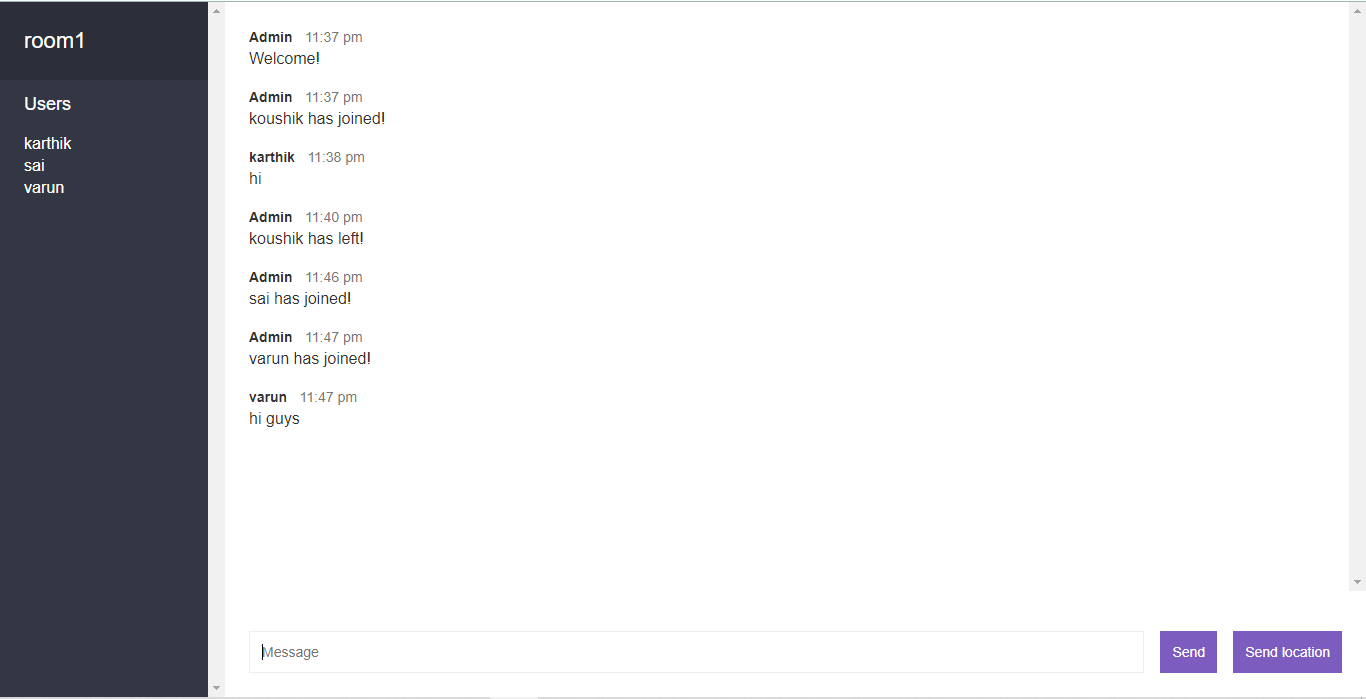 room1
Users
karthik
sai
varun
Admin 11:37 pm
Welcome!
Admin 11:37 pm
koushik has joined!
karthik 11:38 pm
hi
Admin 11:40 pm
koushik has left!
Admin 11:46 pm
sai has joined!
Admin 11:47 pm
varun has joined!
varun 11:47 pm
hi guys
Message
Send
Send location